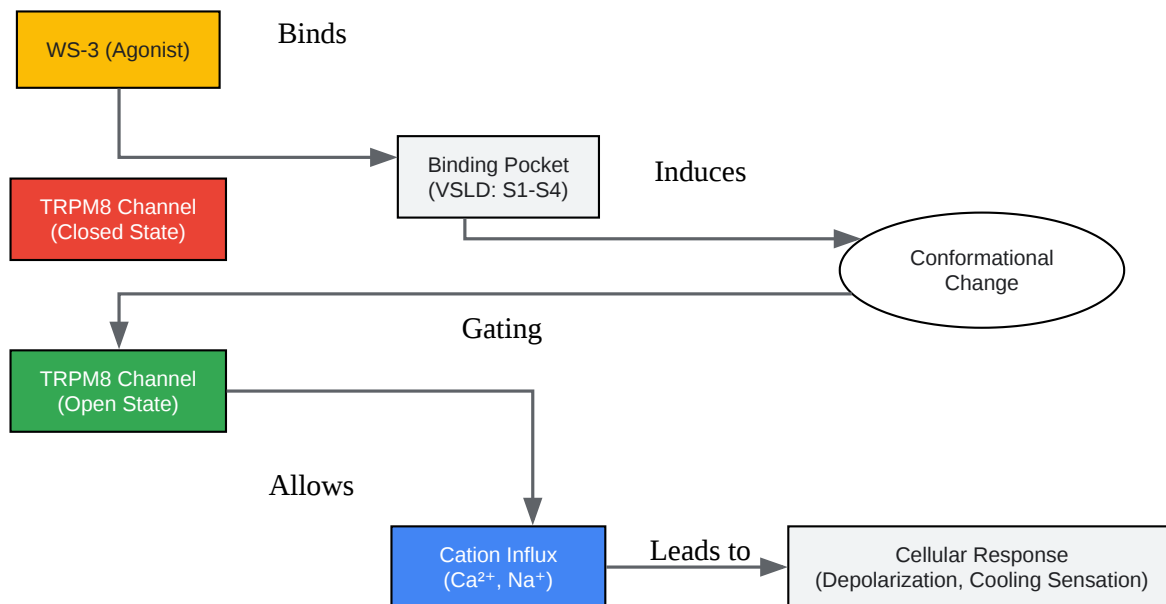 WS-3 (Agonist)
Binds
Binding Pocket
(VSLD: S1-S4)
Induces
TRPM8 Channel
(Closed State)
Conformational
Change
Gating
TRPM8 Channel
(Open State)
Allows
Cation Influx
(Ca²⁺, Na⁺)
Leads to
Cellular Response
(Depolarization, Cooling Sensation)